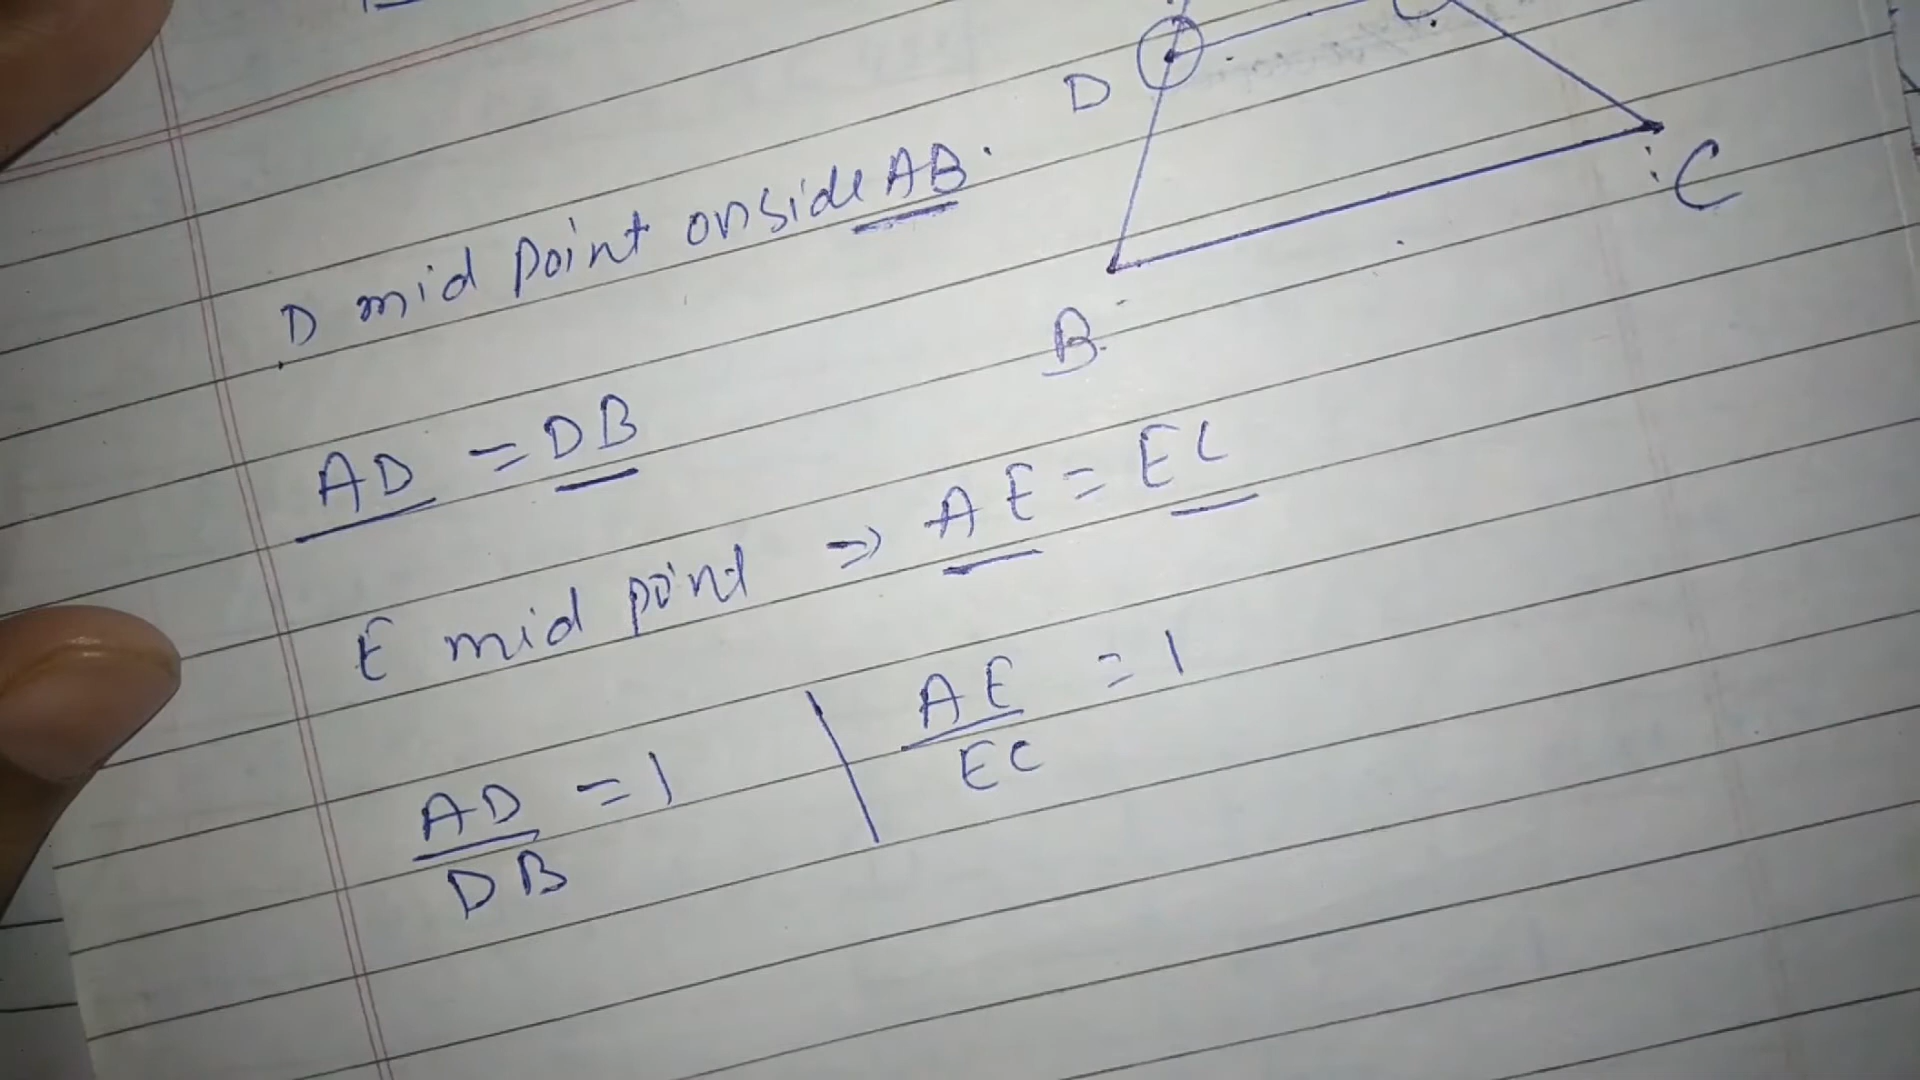 D
C
D mid point on side AB.
B
AD = DB
E mid point => AE = EC
AD/DB = 1 | AE/EC = 1